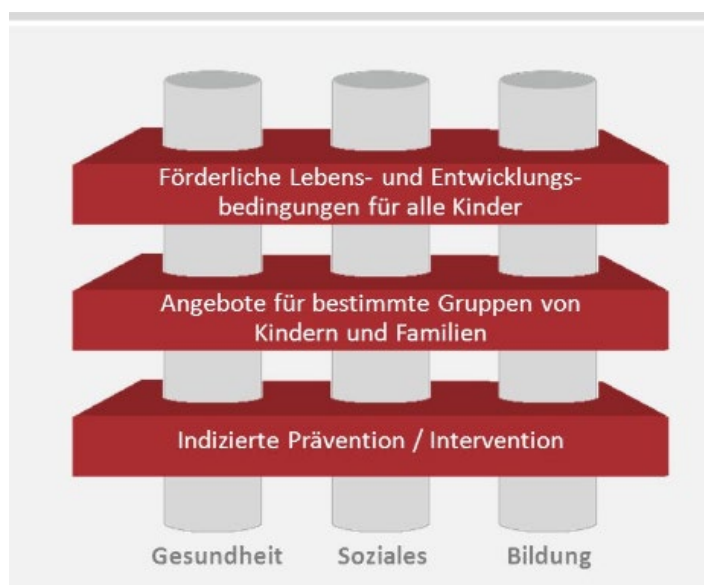 Förderliche Lebens- und Entwicklungs-
bedingungen für alle Kinder
Angebote für bestimmte Gruppen von
Kindern und Familien
Indizierte Prävention / Intervention
Gesundheit Soziales Bildung